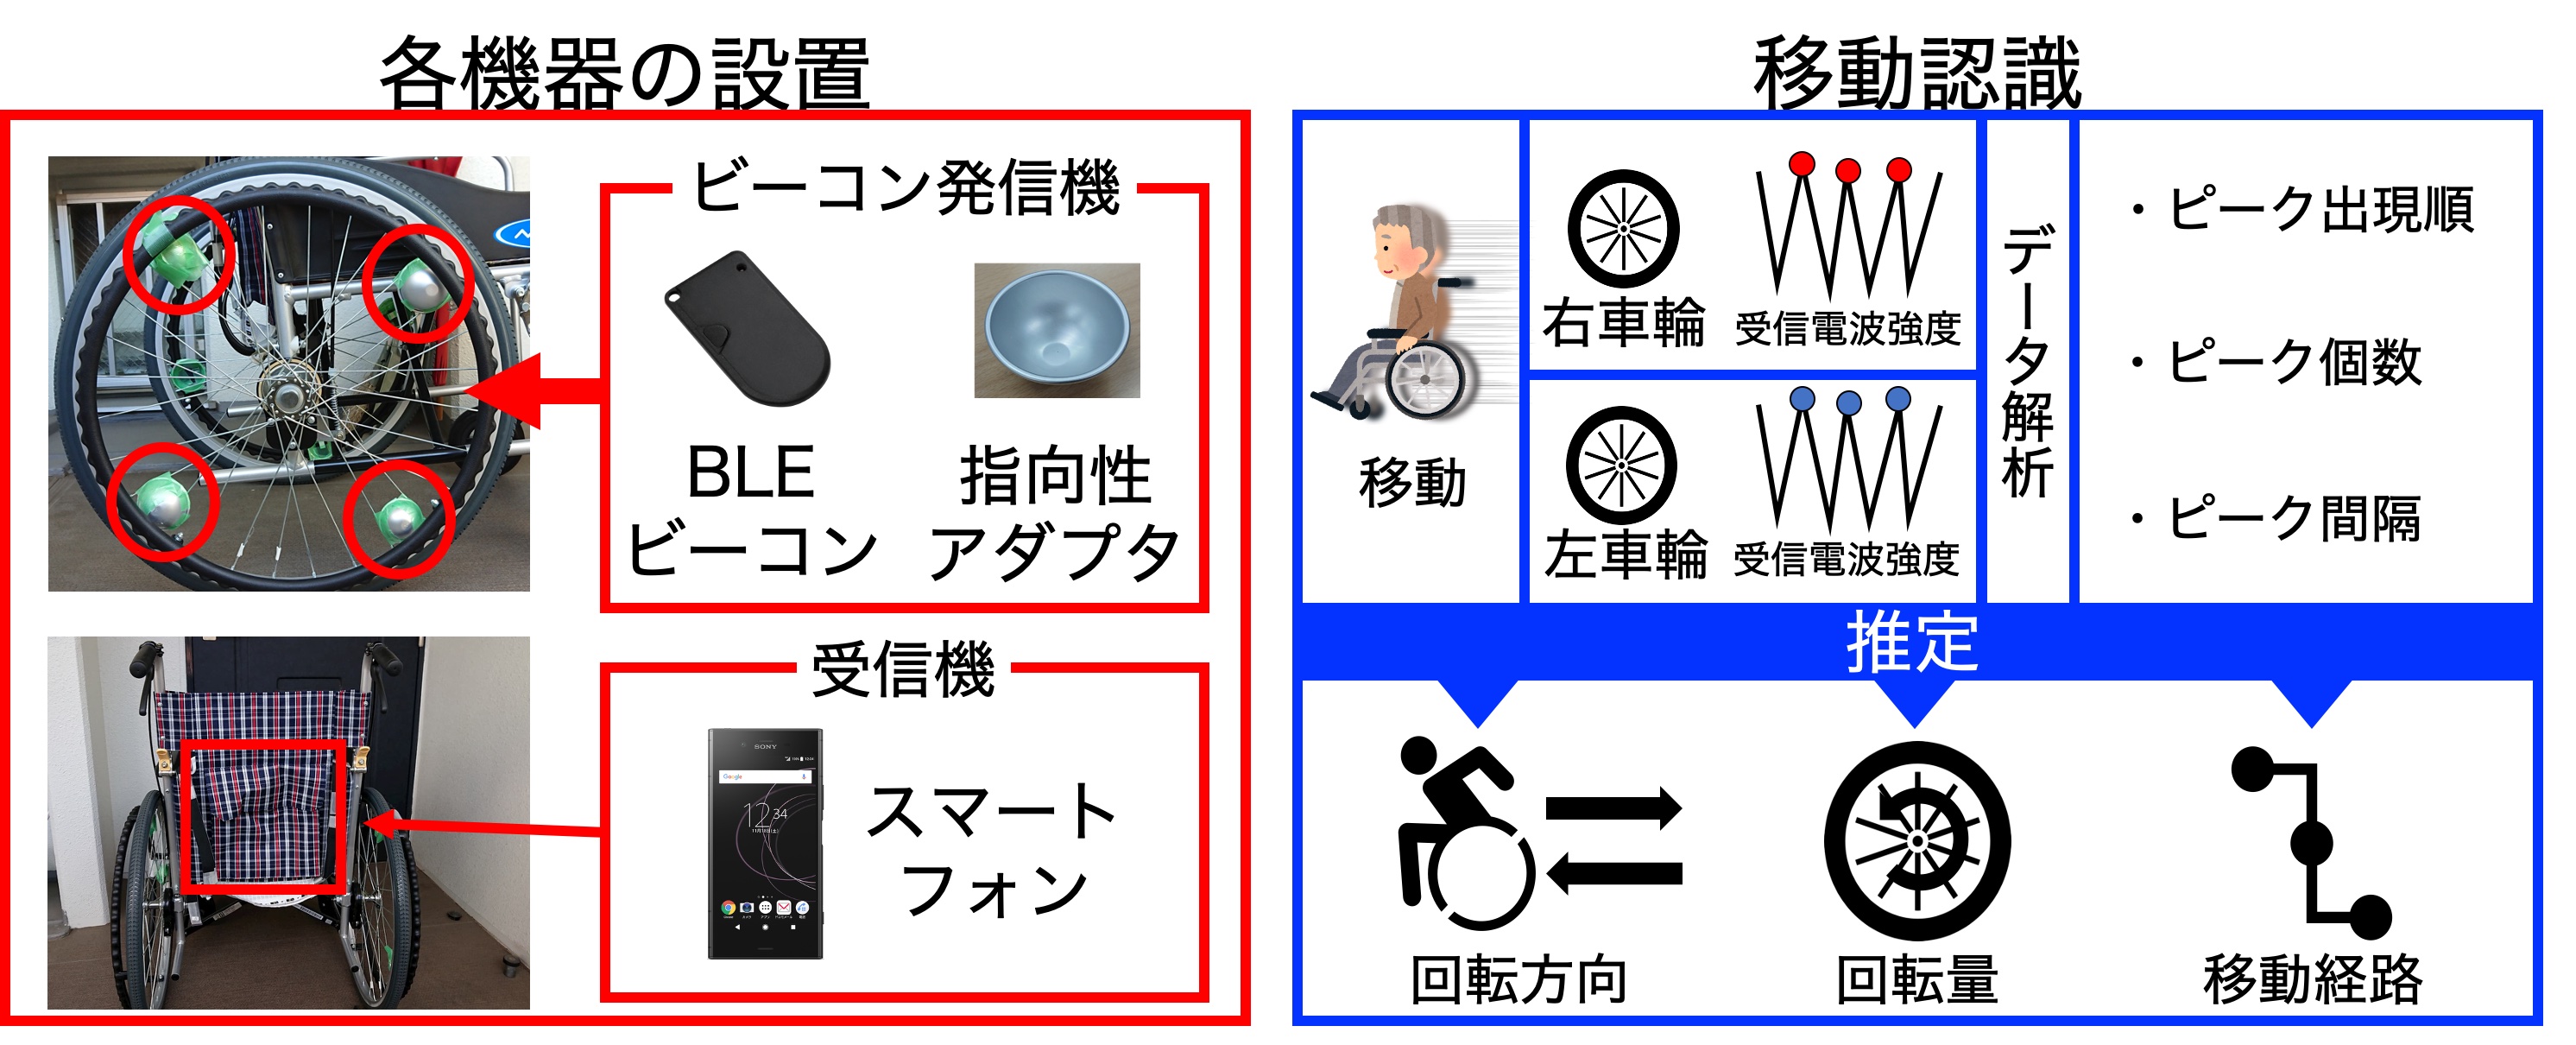 各機器の設置
ビーコン発信機
BLE
ビーコン
指向性
アダプタ
受信機
SONY
Google
12:34
スマート
フォン
移動認識
移動
右車輪
受信電波強度
左車輪
受信電波強度
データ解析
・ピーク出現順
・ピーク個数
・ピーク間隔
推定
回転方向
回転量
移動経路